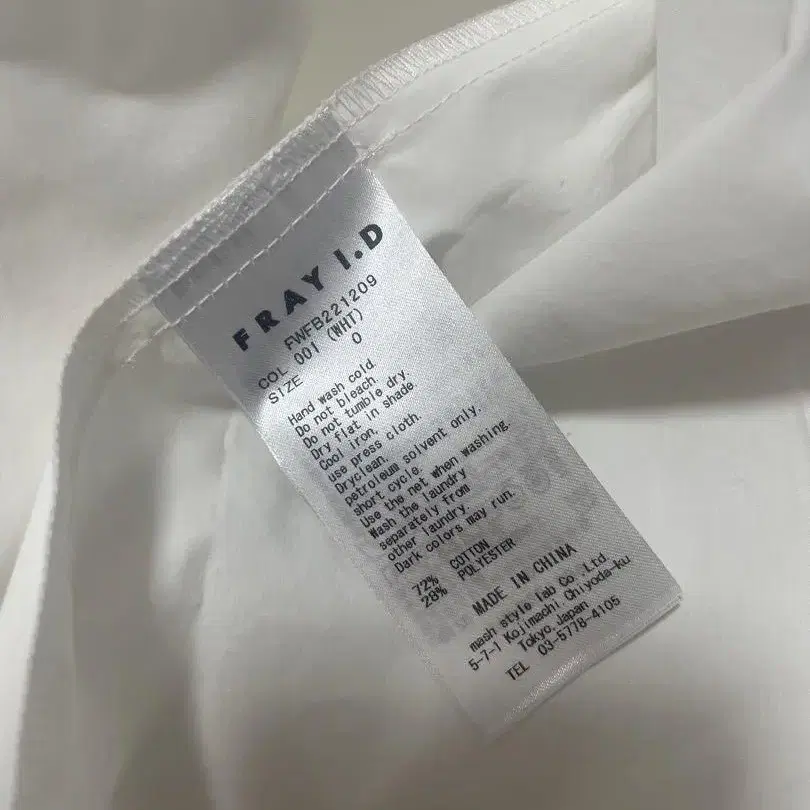 FRAY I.D
FWFB221209
COL 001 (WHT)
SIZE 0
Hand wash cold.
Do not bleach.
Do not tumble dry.
Dry flat in shade
Cool iron.
use press cloth.
Dryclean.
petroleum solvent only.
short cycle.
Use the net when washing.
Wash the laundry
separately from
other laundry.
Dark colors may run.
72% COTTON
28% POLYESTER
MADE IN CHINA
mash style lab Co., Ltd.
5-7-1 Kojimachi Chiyoda-ku
Tokyo, Japan
TEL 03-5778-4105